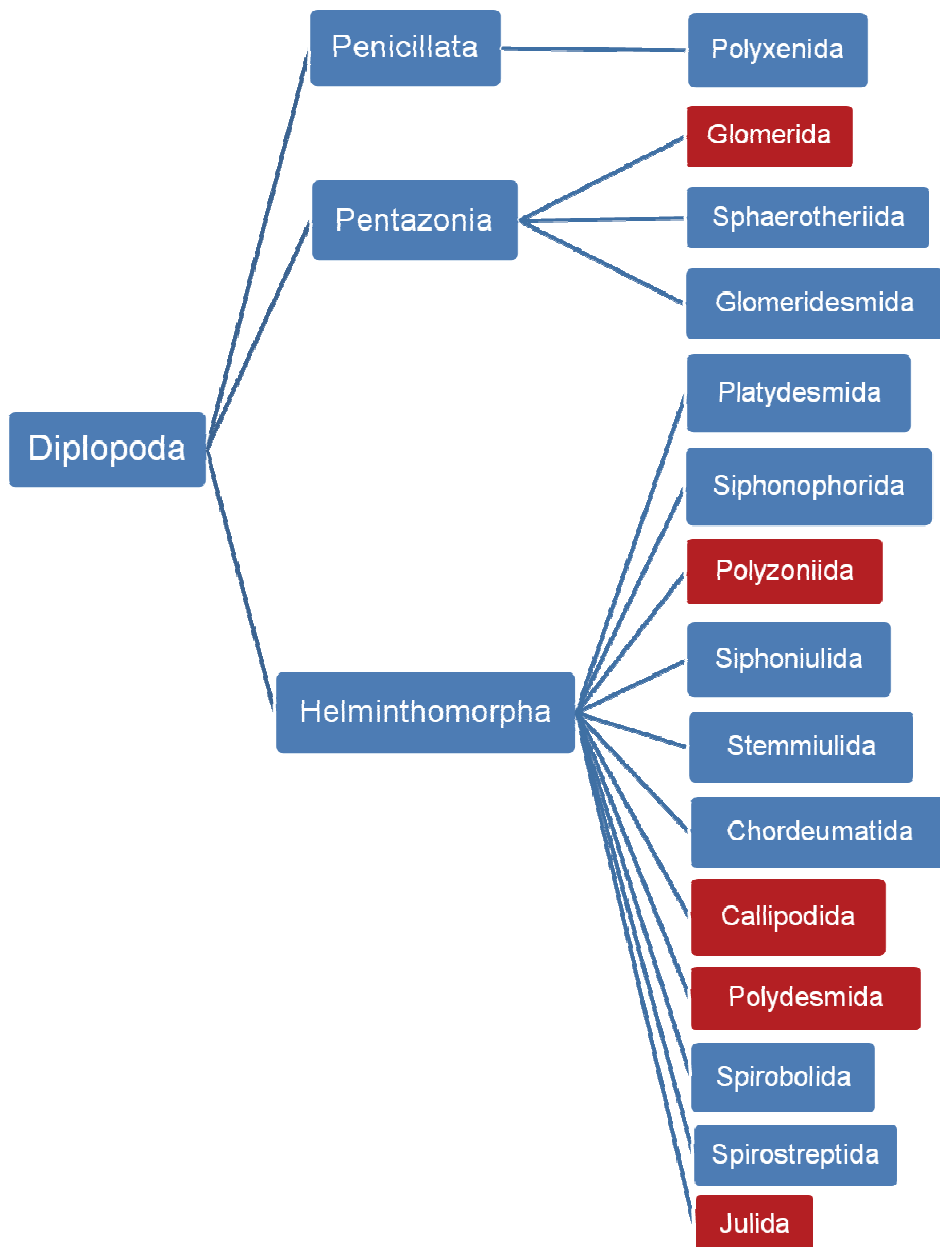 Penicillata
Polyxenida
Glomerida
Pentazonia
Sphaerotheriida
Glomeridesmida
Platydesmida
Diplopoda
Siphonophorida
Polyzoniida
Siphoniulida
Helminthomorpha
Stemmiulida
Chordeumatida
Callipodida
Polydesmida
Spirobolida
Spirostreptida
Julida